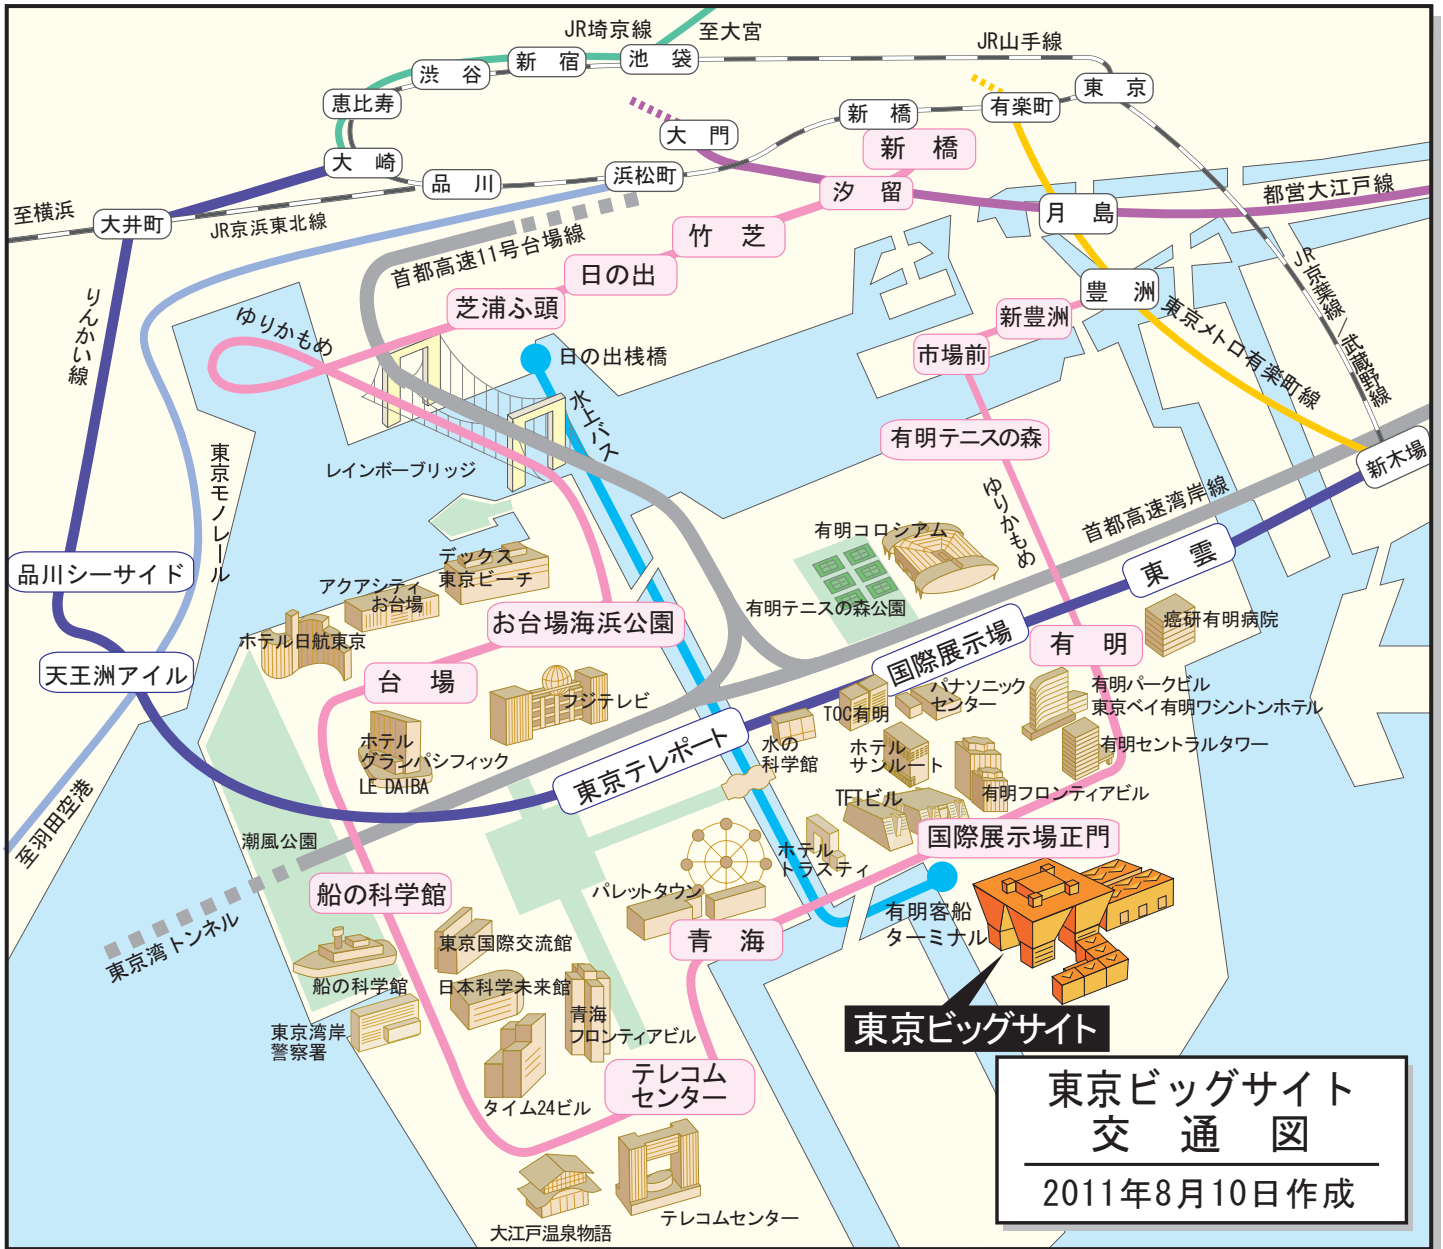 JR埼京線
至大宮
JR山手線
新宿
池袋
渋谷
恵比寿
東京
有楽町
新橋
大門
新橋
大崎
品川
浜松町
汐留
都営大江戸線
至横浜
大井町
JR京浜東北線
月島
竹芝
首都高速11号台場線
日の出
芝浦ふ頭
豊洲
新豊洲
市場前
JR京葉線/武蔵野線
東京メトロ有楽町線
りんかい線
ゆりかもめ
日の出桟橋
水上バス
有明テニスの森
新木場
レインボーブリッジ
東京モノレール
ゆりかもめ
首都高速湾岸線
有明コロシアム
デックス
東京ビーチ
品川シーサイド
アクアシティ
お台場
有明テニスの森公園
東雲
お台場海浜公園
癌研有明病院
ホテル日航東京
国際展示場
有明
天王洲アイル
台場
フジテレビ
パナソニック
センター
有明パークビル
東京ベイ有明ワシントンホテル
TOC有明
ホテル
グランパシフィック
LE DAIBA
水の
科学館
ホテル
サンルート
有明セントラルタワー
東京テレポート
有明フロンティアビル
TFTビル
至羽田空港
潮風公園
国際展示場正門
ホテル
トラスティ
船の科学館
パレットタウン
有明客船
ターミナル
東京湾トンネル
東京国際交流館
青海
船の科学館
日本科学未来館
東京湾岸
警察署
青海
フロンティアビル
東京ビッグサイト
テレコム
センター
タイム24ビル
大江戸温泉物語
テレコムセンター
東京ビッグサイト
交通図
2011年8月10日作成